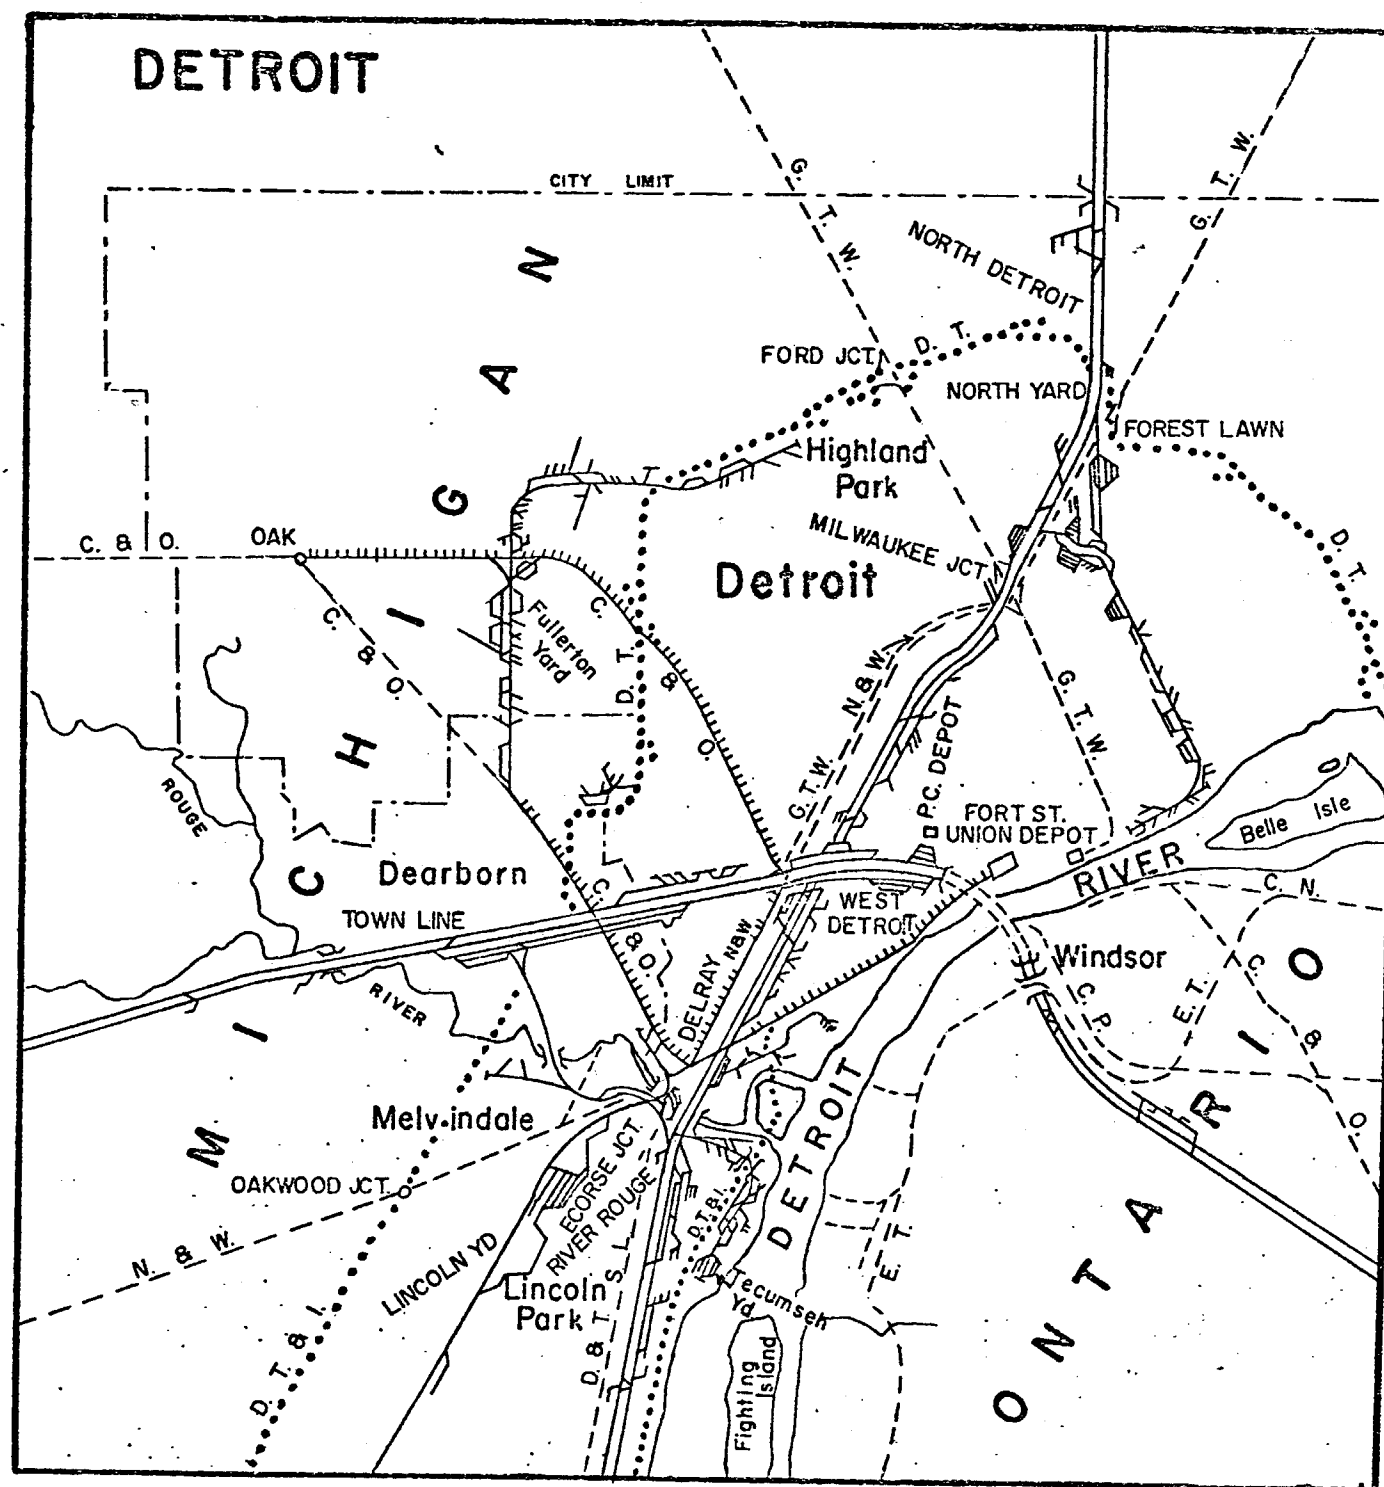 DETROIT
G. T. W.
G. T. W.
CITY LIMIT
NORTH DETROIT
MICHIGAN
FORD JCT.
D. T.
NORTH YARD
FOREST LAWN
Highland
Park
C. & O.
OAK
MILWAUKEE JCT.
D. T.
Detroit
C. & O.
Fullerton
Yard
C. & O.
D. T.
N & W.
G. T. W.
G. T. W.
P.C. DEPOT
FORT ST.
UNION DEPOT
Belle Isle
ROUGE
Dearborn
TOWN LINE
C. & O.
WEST
DETROIT
RIVER
C. N.
RIVER
DELRAY
N&W
Windsor
C. P.
E. T.
C. & O.
ONTARIO
Melvindale
OAKWOOD JCT.
ECORSE JCT.
RIVER ROUGE
DETROIT
D.T.&I.
N. & W.
LINCOLN YD
Lincoln
Park
Tecumseh
Yd
E. T.
D. T. & I.
D. & T. S. L.
Fighting
Island